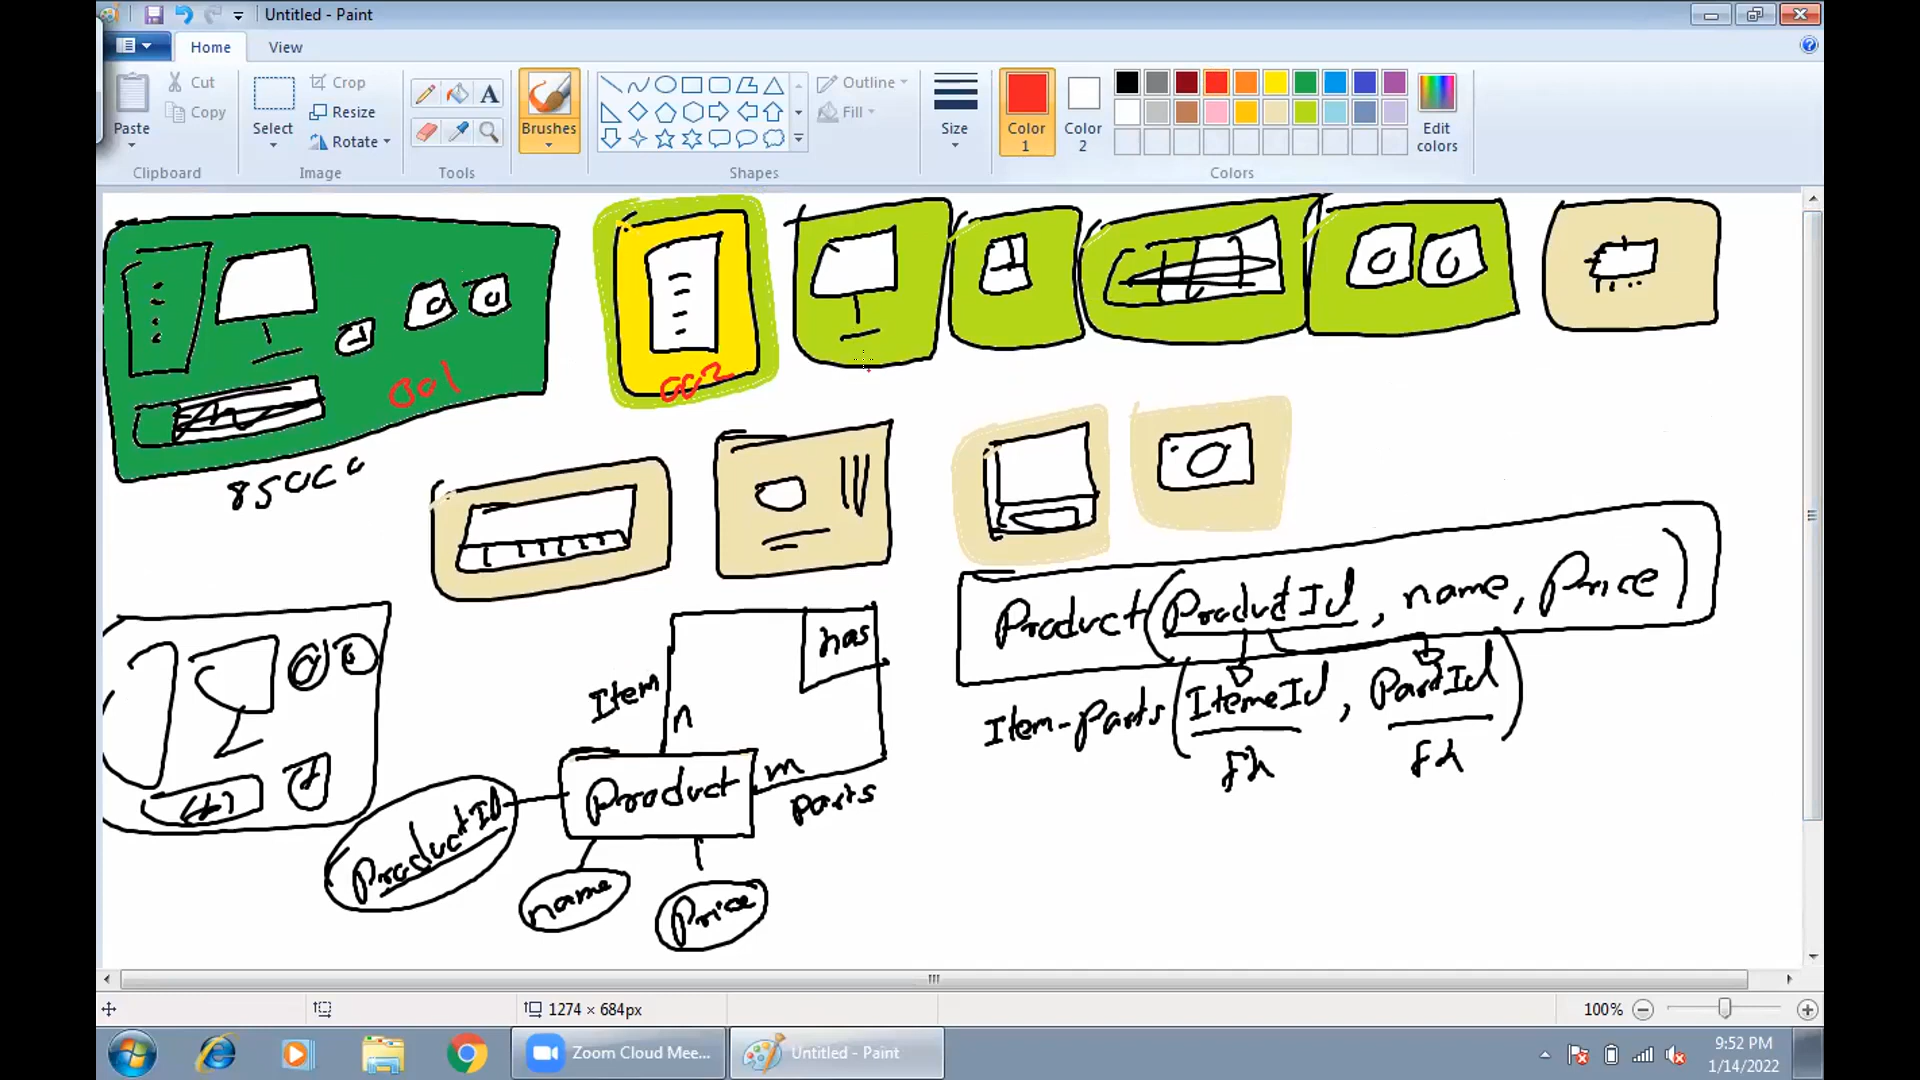 Untitled - Paint
Home View
Cut
Copy
Paste
Clipboard
Crop
Resize
Rotate
Select
Image
A
Tools
Brushes
Outline
Fill
Shapes
Size
Color
1
Color
2
Edit
colors
Colors
001
002
85000
Product(ProductId, name, Price)
has
Item
n
Item-parts(ItemeId, PartId)
fk fk
Product
m
parts
ProductId
name
Price
1274 × 684px
100%
Zoom Cloud Mee...
Untitled - Paint
9:52 PM
1/14/2022